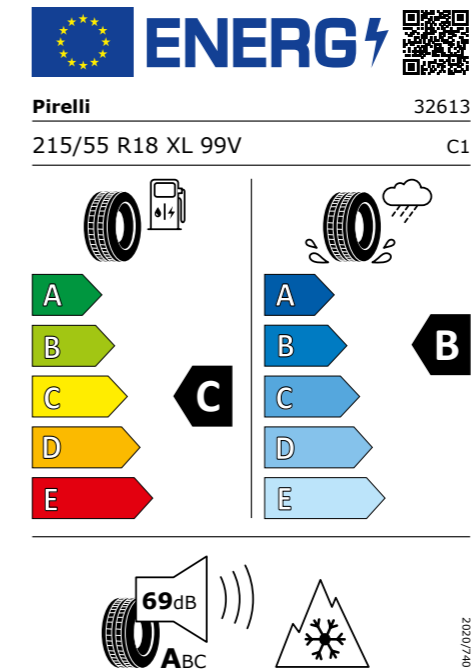 ENERG
Pirelli 32613
215/55 R18 XL 99V C1
A A
B B B
C C C
D D
E E
69dB
ABC
2020/740